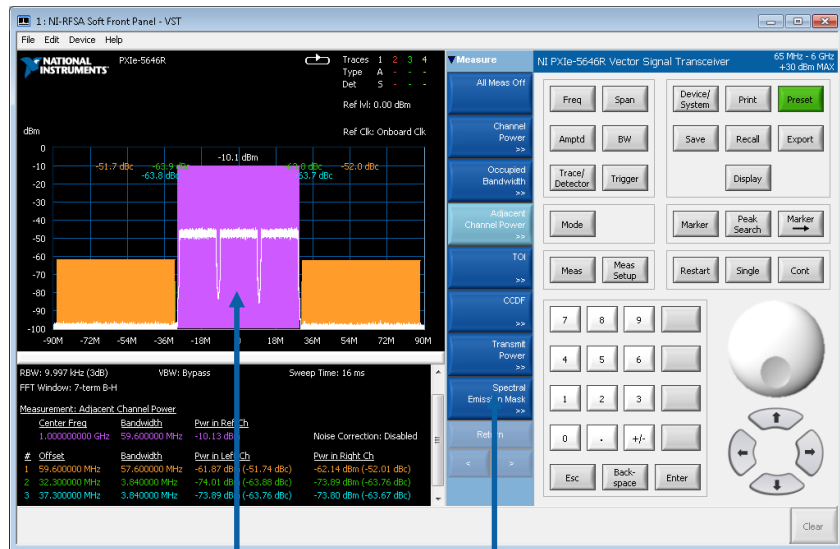 1: NI-RFSA Soft Front Panel - VST
File Edit Device Help
NATIONAL INSTRUMENTS
PXIe-5646R
Traces 1 2 3 4
Type A - - -
Det S - - -
Ref lvl: 0.00 dBm
dBm
Ref Clk: Onboard Clk
-10.1 dBm
-51.7 dBc -63.9 -52.0 dBc
-63.8 dBc
0
-10
-20
-30
-40
-50
-60
-70
-80
-90
-100
-90M -72M -54M -36M -18M 0 18M 36M 54M 72M 90M
RBW: 9.997 kHz (3dB) VBW: Bypass Sweep Time: 16 ms
FFT Window: 7-term B-H
Measurement: Adjacent Channel Power
Center Freq Bandwidth Pwr in Ref Ch
1.000000000 GHz 59.600000 MHz -10.13 Noise Correction: Disabled
# Offset Bandwidth Pwr in Left Ch Pwr in Right Ch
1 59.600000 MHz 57.600000 MHz -61.87 (-51.74 dBc) -62.14 dBm (-52.01 dBc)
2 32.300000 MHz 3.840000 MHz -74.01 (-63.88 dBc) -73.89 dBm (-63.76 dBc)
3 37.300000 MHz 3.840000 MHz -73.89 (-63.76 dBc) -73.80 dBm (-63.67 dBc)
Measure
All Meas Off
Channel
Power
>>
Occupied
Bandwidth
>>
Adjacent
Channel Power
>>
TOI
>>
CCDF
>>
Transmit
Power
>>
Spectral
Emission Mask
>>
Return
< >
NI PXIe-5646R Vector Signal Transceiver
65 MHz - 6 GHz
+30 dBm MAX
Freq Span
Device/
System
Print Preset
Amptd BW Save Recall Export
Trace/
Detector
Trigger Display
Mode Marker
Peak
Search
Marker
Meas
Meas
Setup
Restart Single Cont
7 8 9
4 5 6
1 2 3
0 . +/-
Esc
Back-
space
Enter
Clear